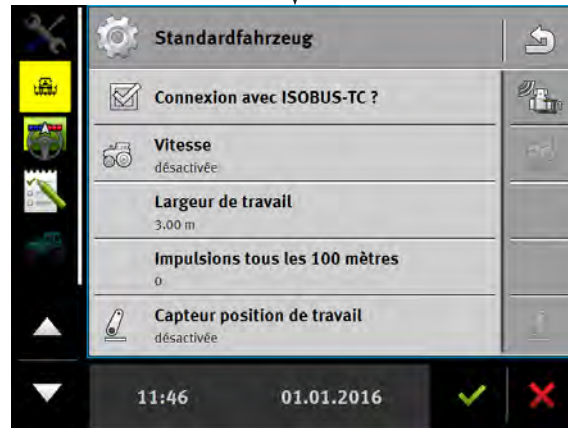 Standardfahrzeug
Connexion avec ISOBUS-TC ?
Vitesse
désactivée
Largeur de travail
3.00 m
Impulsions tous les 100 mètres
0
Capteur position de travail
désactivée
11:46 01.01.2016